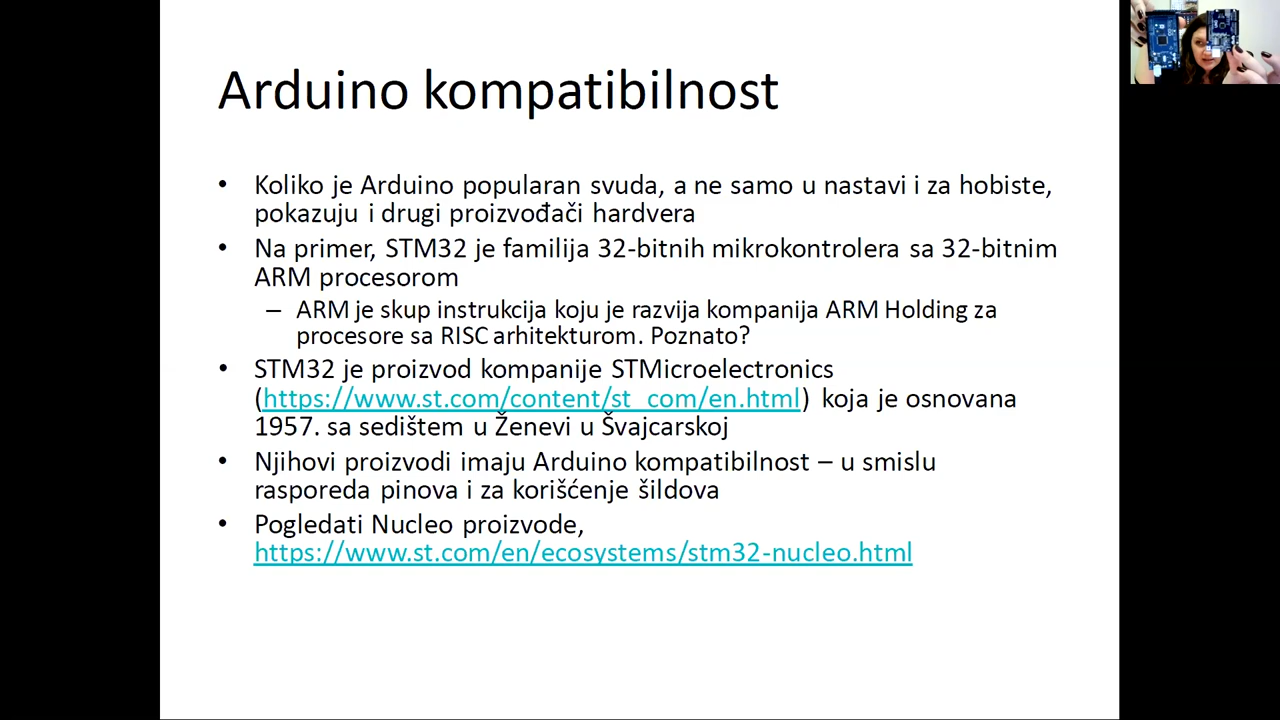 Arduino kompatibilnost
• Koliko je Arduino popularan svuda, a ne samo u nastavi i za hobiste,
pokazuju i drugi proizvođači hardvera
• Na primer, STM32 je familija 32-bitnih mikrokontrolera sa 32-bitnim
ARM procesorom
– ARM je skup instrukcija koju je razvija kompanija ARM Holding za
procesore sa RISC arhitekturom. Poznato?
• STM32 je proizvod kompanije STMicroelectronics
(https://www.st.com/content/st_com/en.html) koja je osnovana
1957. sa sedištem u Ženevi u Švajcarskoj
• Njihovi proizvodi imaju Arduino kompatibilnost – u smislu
rasporeda pinova i za korišćenje šildova
• Pogledati Nucleo proizvode,
https://www.st.com/en/ecosystems/stm32-nucleo.html